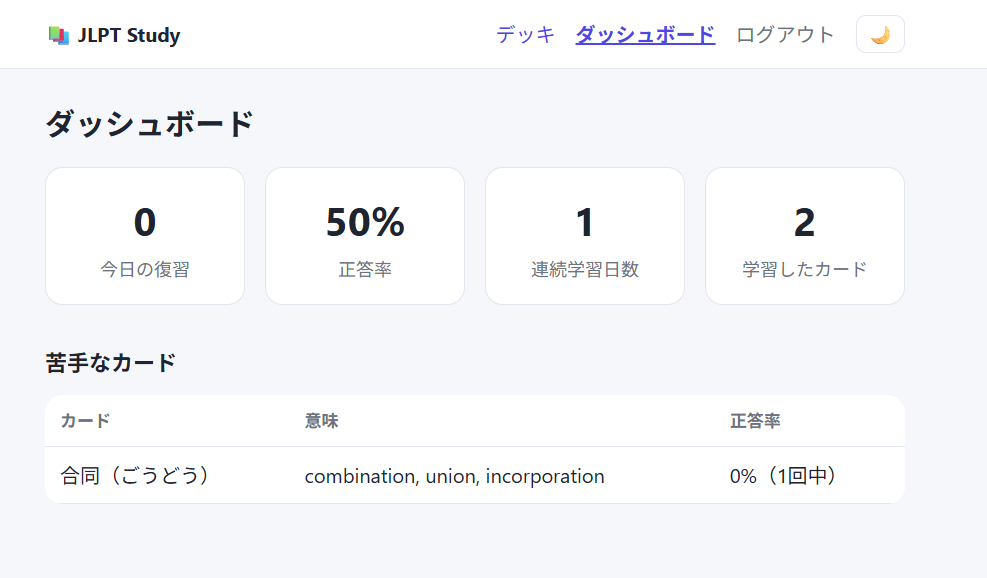 JLPT Study
デッキ ダッシュボード ログアウト
ダッシュボード
0 50% 1 2
今日の復習 正答率 連続学習日数 学習したカード
苦手なカード
カード 意味 正答率
合同（ごうどう） combination, union, incorporation 0%（1回中）